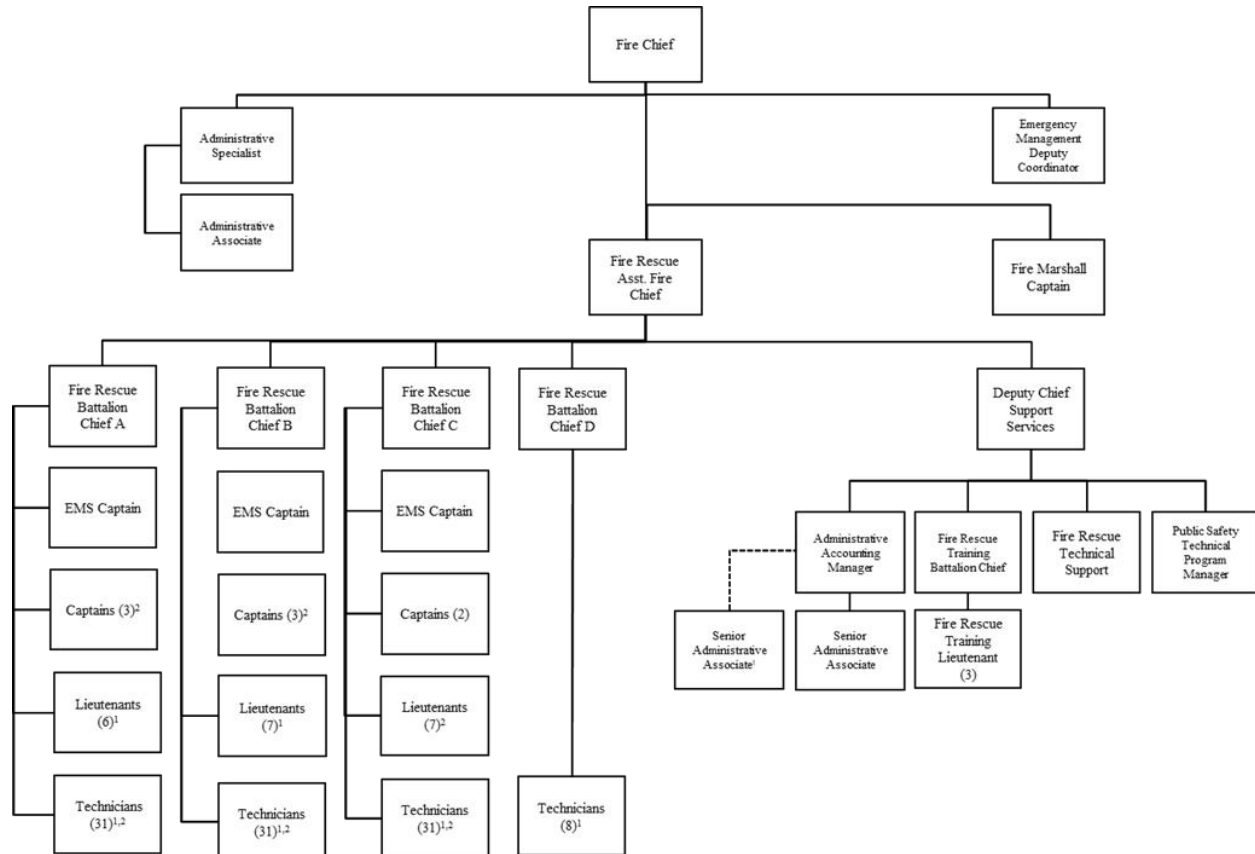 Fire Chief
Administrative
Specialist
Emergency
Management
Deputy
Coordinator
Administrative
Associate
Fire Rescue
Asst. Fire
Chief
Fire Marshall
Captain
Fire Rescue
Battalion
Chief A
Fire Rescue
Battalion
Chief B
Fire Rescue
Battalion
Chief C
Fire Rescue
Battalion
Chief D
Deputy Chief
Support
Services
EMS Captain
EMS Captain
EMS Captain
Administrative
Accounting
Manager
Fire Rescue
Training
Battalion Chief
Fire Rescue
Technical
Support
Public Safety
Technical
Program
Manager
Captains (3)²
Captains (3)²
Captains (2)
Senior
Administrative
Associate¹
Senior
Administrative
Associate
Fire Rescue
Training
Lieutenant
(3)
Lieutenants
(6)¹
Lieutenants
(7)¹
Lieutenants
(7)²
Technicians
(31)¹,²
Technicians
(31)¹,²
Technicians
(31)¹,²
Technicians
(8)¹